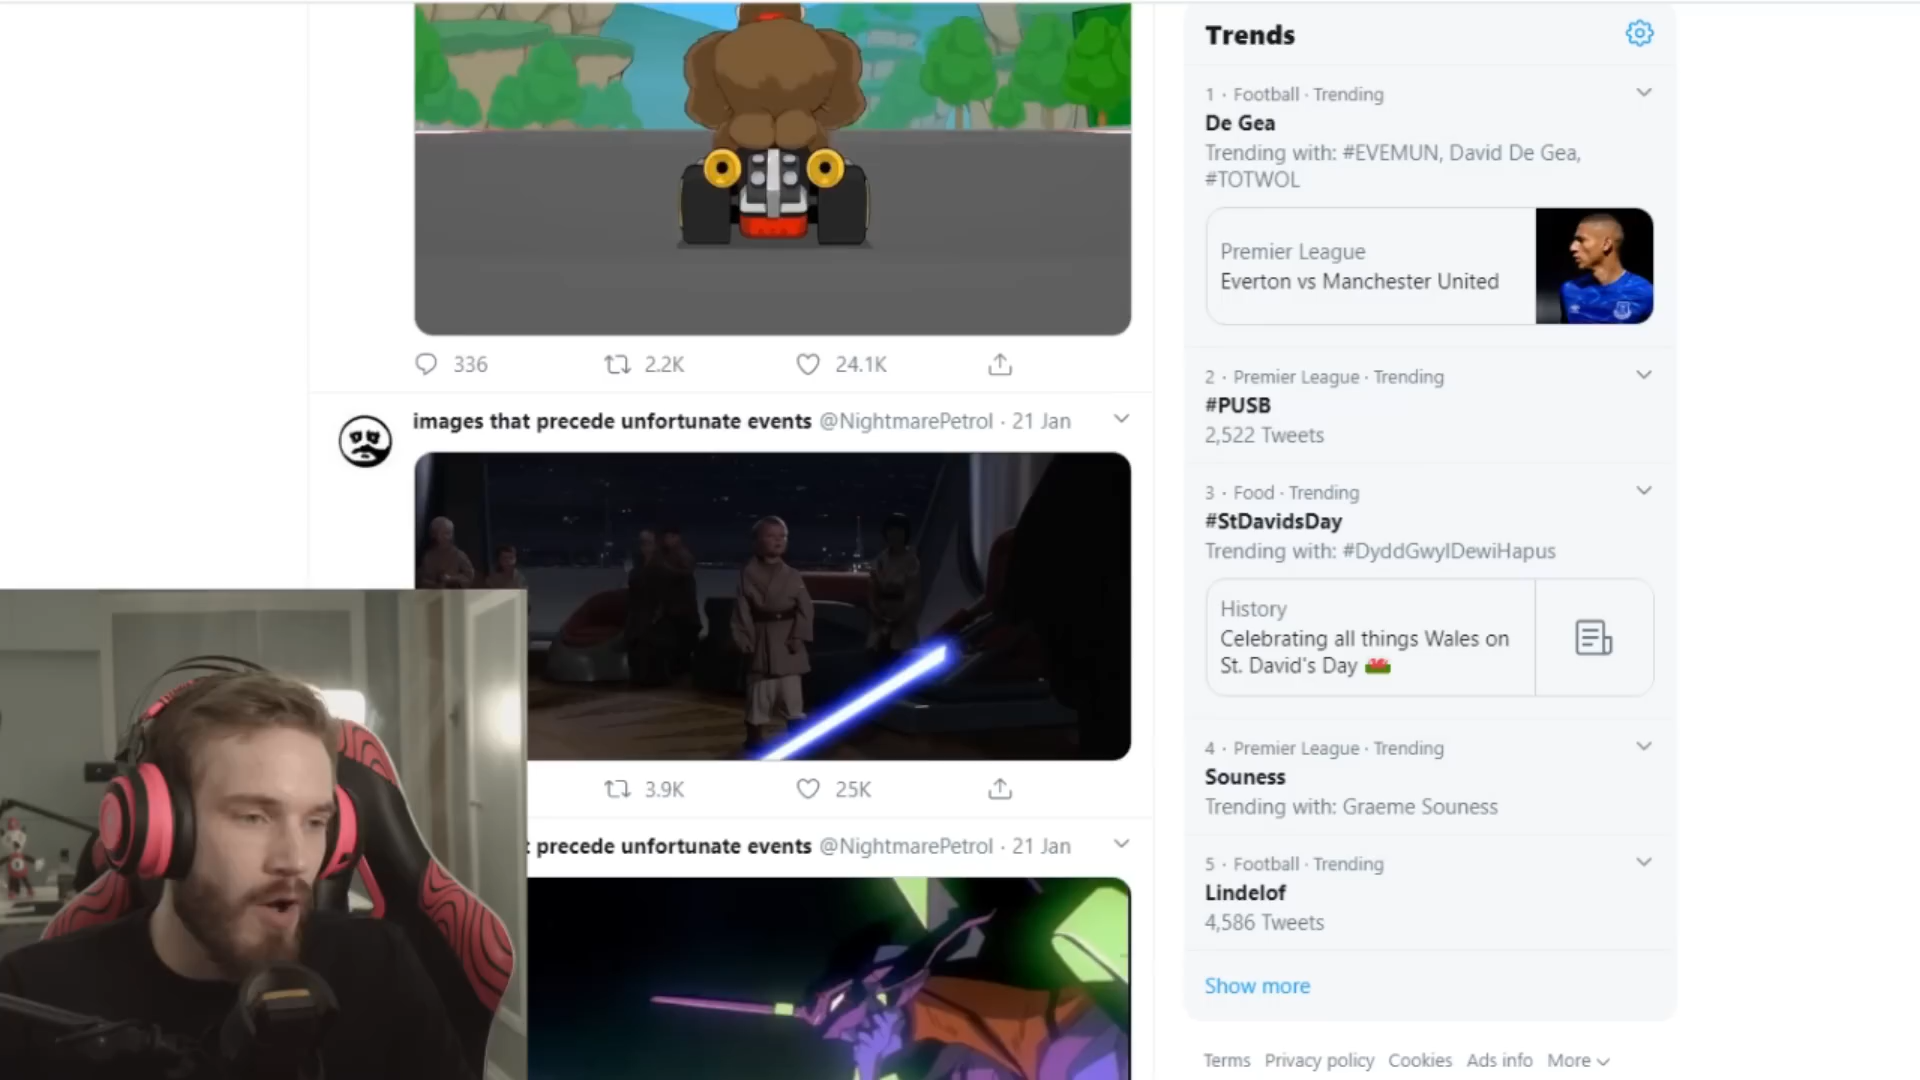 336
2.2K
24.1K
images that precede unfortunate events @NightmarePetrol · 21 Jan
3.9K
25K
precede unfortunate events @NightmarePetrol · 21 Jan
Trends
1 · Football · Trending
De Gea
Trending with: #EVEMUN, David De Gea,
#TOTWOL
Premier League
Everton vs Manchester United
2 · Premier League · Trending
#PUSB
2,522 Tweets
3 · Food · Trending
#StDavidsDay
Trending with: #DyddGwylDewiHapus
History
Celebrating all things Wales on
St. David's Day 🏴󠁧󠁢󠁷󠁬󠁳󠁿
4 · Premier League · Trending
Souness
Trending with: Graeme Souness
5 · Football · Trending
Lindelof
4,586 Tweets
Show more
Terms Privacy policy Cookies Ads info More